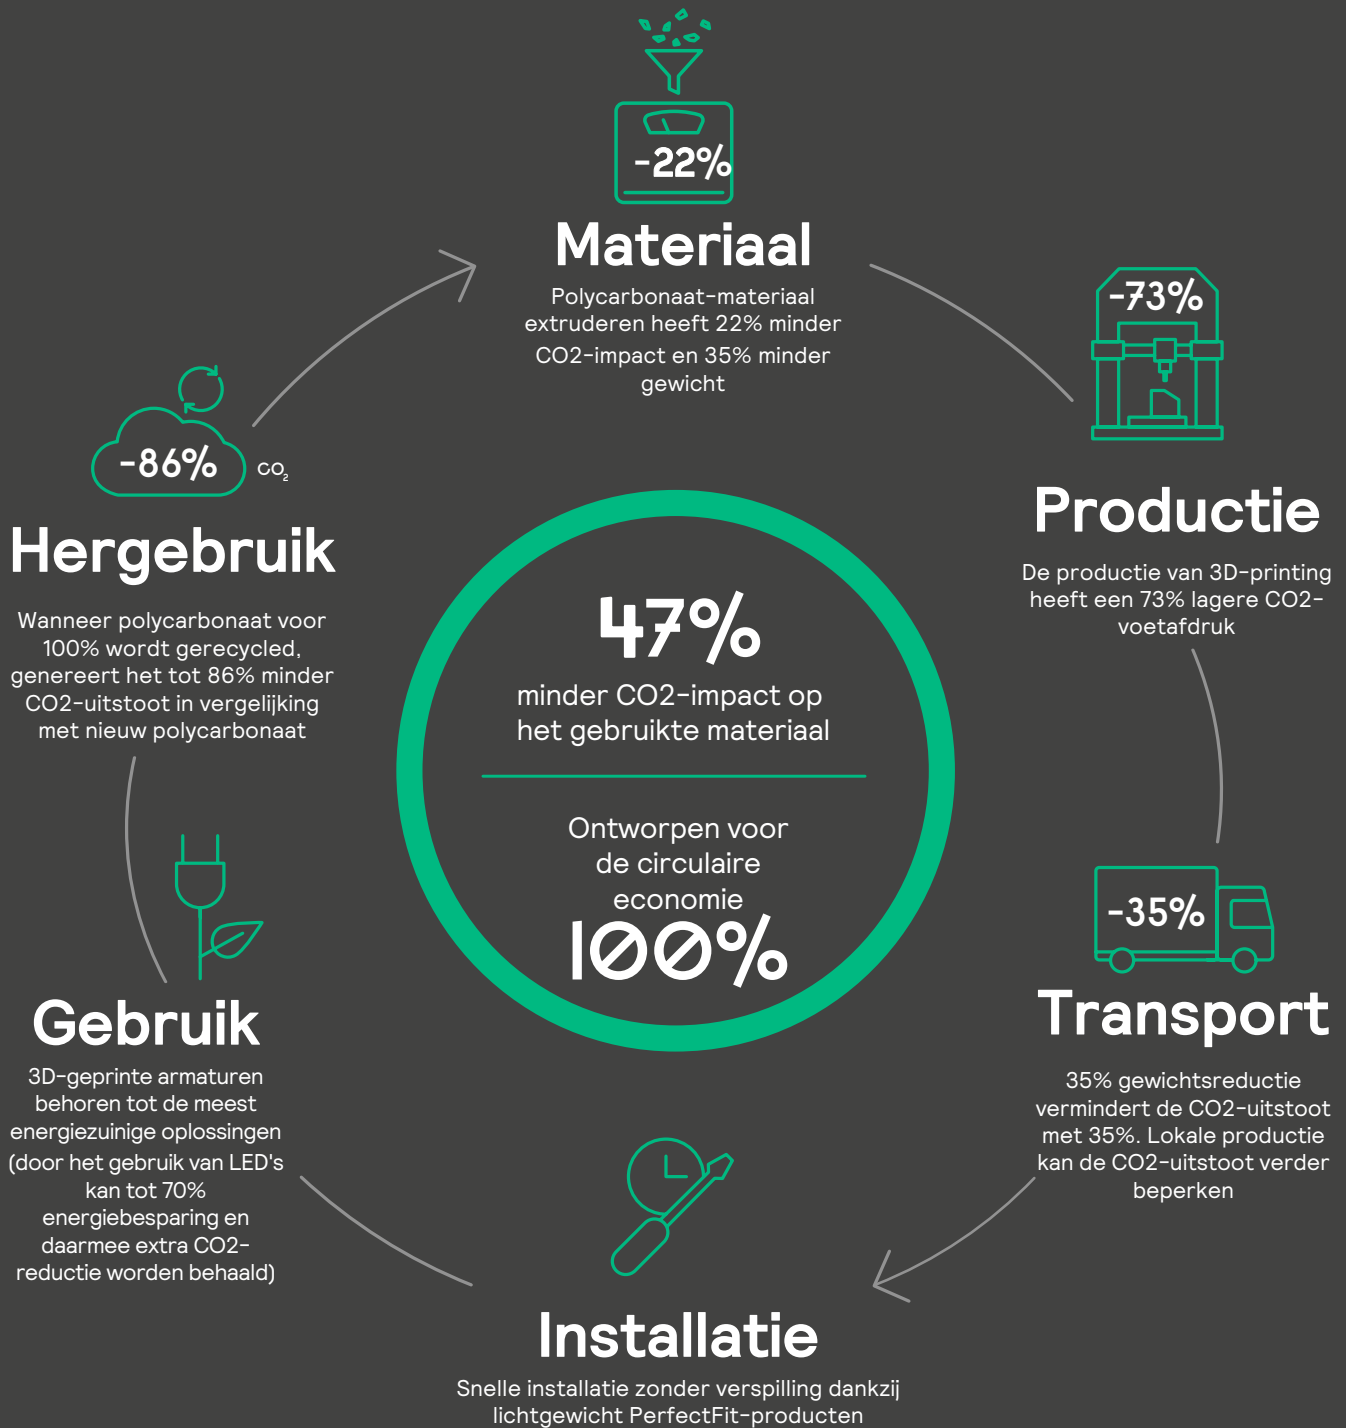 -22%
Materiaal
Polycarbonaat-materiaal
extruderen heeft 22% minder
CO2-impact en 35% minder
gewicht
-73%
Productie
De productie van 3D-printing
heeft een 73% lagere CO2-
voetafdruk
-35%
Transport
35% gewichtsreductie
vermindert de CO2-uitstoot
met 35%. Lokale productie
kan de CO2-uitstoot verder
beperken
Installatie
Snelle installatie zonder verspilling dankzij
lichtgewicht PerfectFit-producten
Gebruik
3D-geprinte armaturen
behoren tot de meest
energiezuinige oplossingen
(door het gebruik van LED's
kan tot 70%
energiebesparing en
daarmee extra CO2-
reductie worden behaald)
-86% CO₂
Hergebruik
Wanneer polycarbonaat voor
100% wordt gerecycled,
genereert het tot 86% minder
CO2-uitstoot in vergelijking
met nieuw polycarbonaat
47%
minder CO2-impact op
het gebruikte materiaal
Ontworpen voor
de circulaire
economie
100%